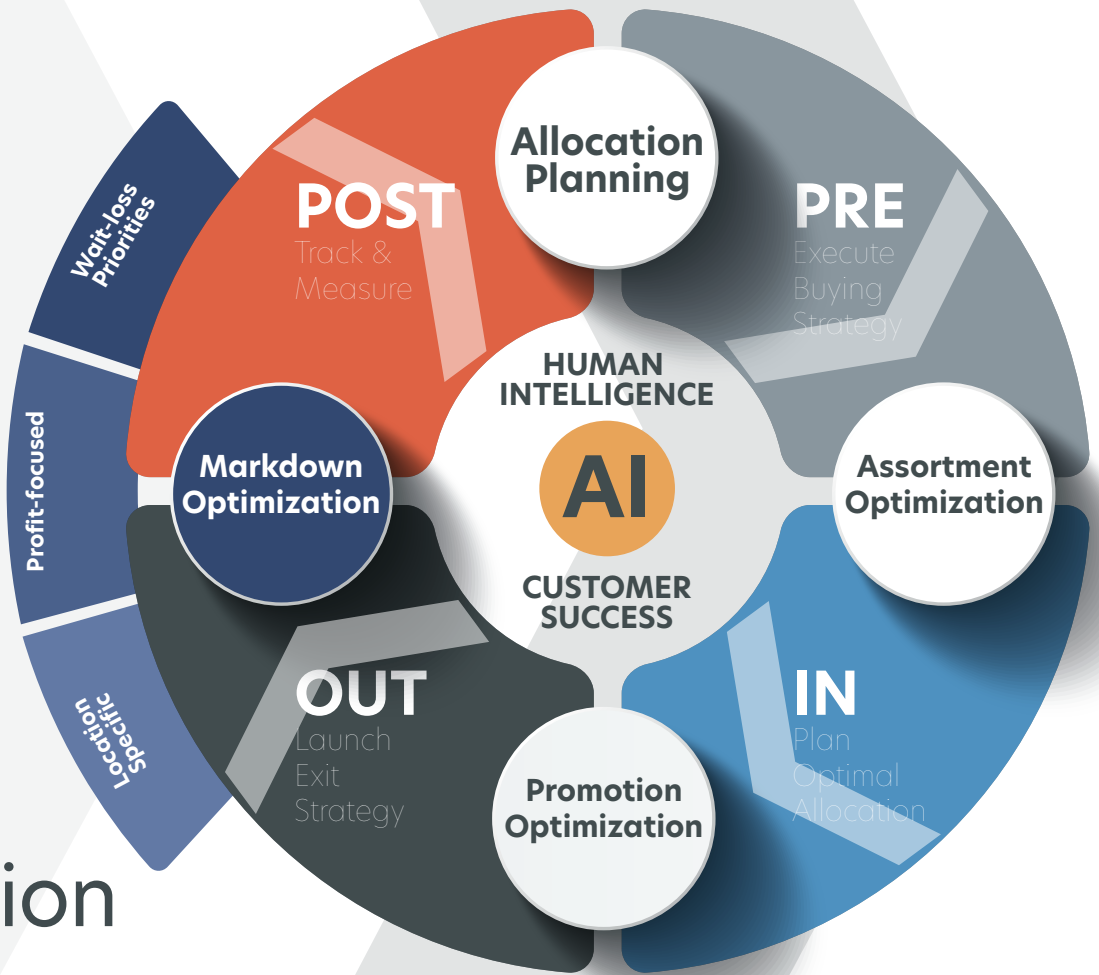 Allocation
Planning
POST
Track &
Measure
PRE
Execute
Buying
Strategy
Wait-loss
Priorities
Profit-focused
Location
Specific
HUMAN
INTELLIGENCE
AI
CUSTOMER
SUCCESS
Markdown
Optimization
Assortment
Optimization
OUT
Launch
Exit
Strategy
IN
Plan
Optimal
Allocation
Promotion
Optimization
ion